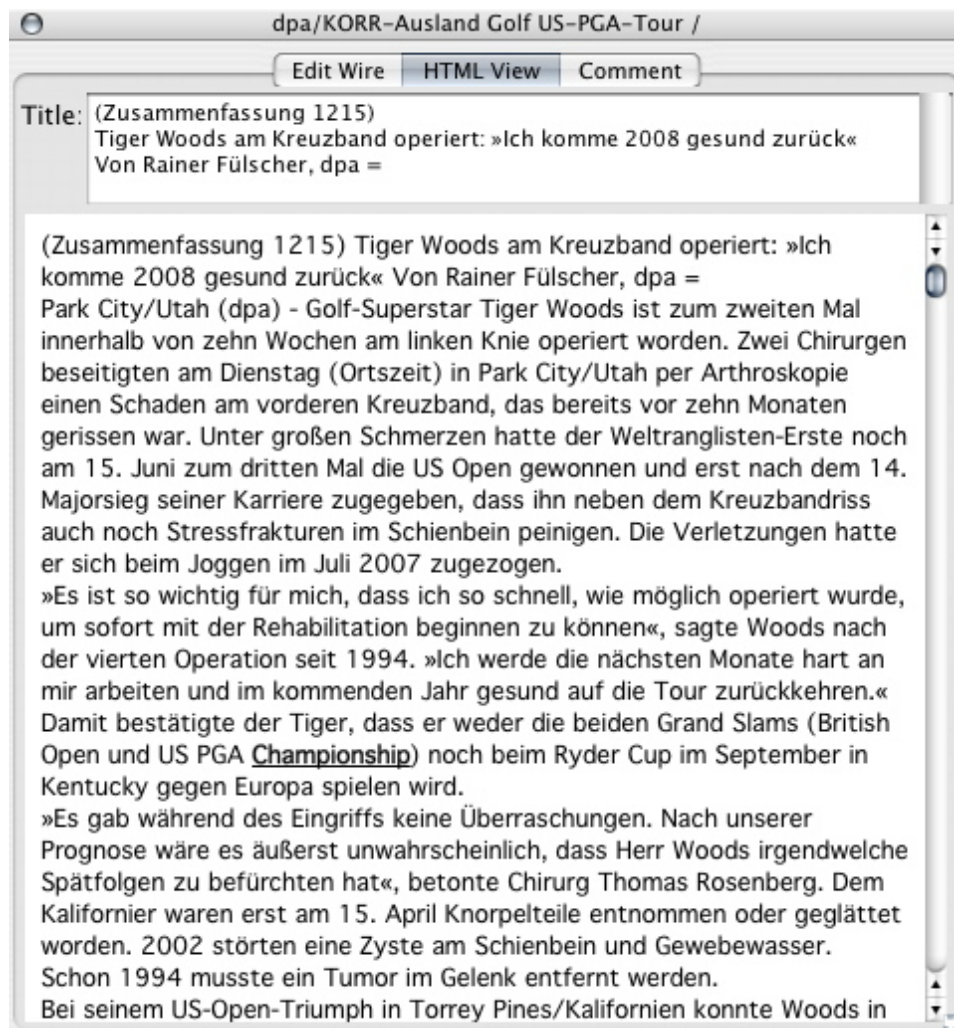 dpa/KORR-Ausland Golf US-PGA-Tour /
Edit Wire HTML View Comment
Title: (Zusammenfassung 1215)
Tiger Woods am Kreuzband operiert: »Ich komme 2008 gesund zurück«
Von Rainer Fülscher, dpa =
(Zusammenfassung 1215) Tiger Woods am Kreuzband operiert: »Ich
komme 2008 gesund zurück« Von Rainer Fülscher, dpa =
Park City/Utah (dpa) - Golf-Superstar Tiger Woods ist zum zweiten Mal
innerhalb von zehn Wochen am linken Knie operiert worden. Zwei Chirurgen
beseitigten am Dienstag (Ortszeit) in Park City/Utah per Arthroskopie
einen Schaden am vorderen Kreuzband, das bereits vor zehn Monaten
gerissen war. Unter großen Schmerzen hatte der Weltranglisten-Erste noch
am 15. Juni zum dritten Mal die US Open gewonnen und erst nach dem 14.
Majorsieg seiner Karriere zugegeben, dass ihn neben dem Kreuzbandriss
auch noch Stressfrakturen im Schienbein peinigen. Die Verletzungen hatte
er sich beim Joggen im Juli 2007 zugezogen.
»Es ist so wichtig für mich, dass ich so schnell, wie möglich operiert wurde,
um sofort mit der Rehabilitation beginnen zu können«, sagte Woods nach
der vierten Operation seit 1994. »Ich werde die nächsten Monate hart an
mir arbeiten und im kommenden Jahr gesund auf die Tour zurückkehren.«
Damit bestätigte der Tiger, dass er weder die beiden Grand Slams (British
Open und US PGA Championship) noch beim Ryder Cup im September in
Kentucky gegen Europa spielen wird.
»Es gab während des Eingriffs keine Überraschungen. Nach unserer
Prognose wäre es äußerst unwahrscheinlich, dass Herr Woods irgendwelche
Spätfolgen zu befürchten hat«, betonte Chirurg Thomas Rosenberg. Dem
Kalifornier waren erst am 15. April Knorpelteile entnommen oder geglättet
worden. 2002 störten eine Zyste am Schienbein und Gewebewasser.
Schon 1994 musste ein Tumor im Gelenk entfernt werden.
Bei seinem US-Open-Triumph in Torrey Pines/Kalifornien konnte Woods in